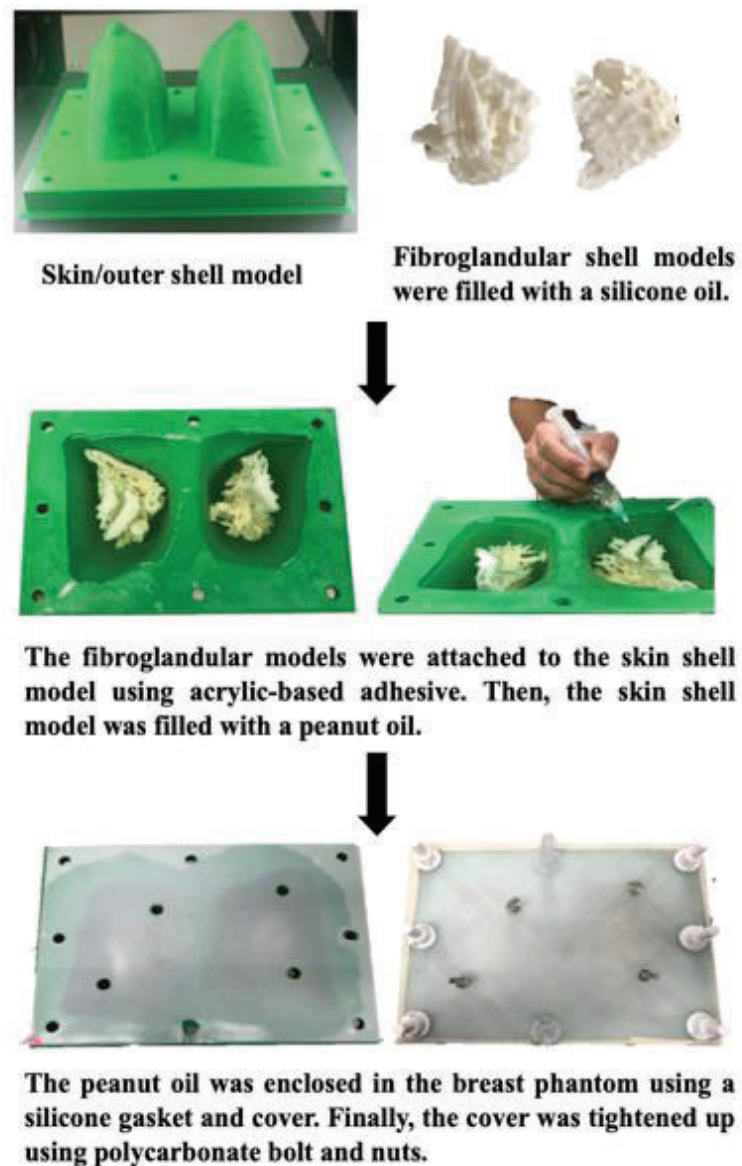 Skin/outer shell model
Fibroglandular shell models
were filled with a silicone oil.
The fibroglandular models were attached to the skin shell
model using acrylic-based adhesive. Then, the skin shell
model was filled with a peanut oil.
The peanut oil was enclosed in the breast phantom using a
silicone gasket and cover. Finally, the cover was tightened up
using polycarbonate bolt and nuts.